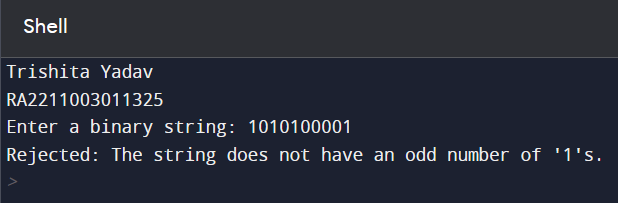 Shell
Trishita Yadav
RA2211003011325
Enter a binary string: 1010100001
Rejected: The string does not have an odd number of '1's.
>